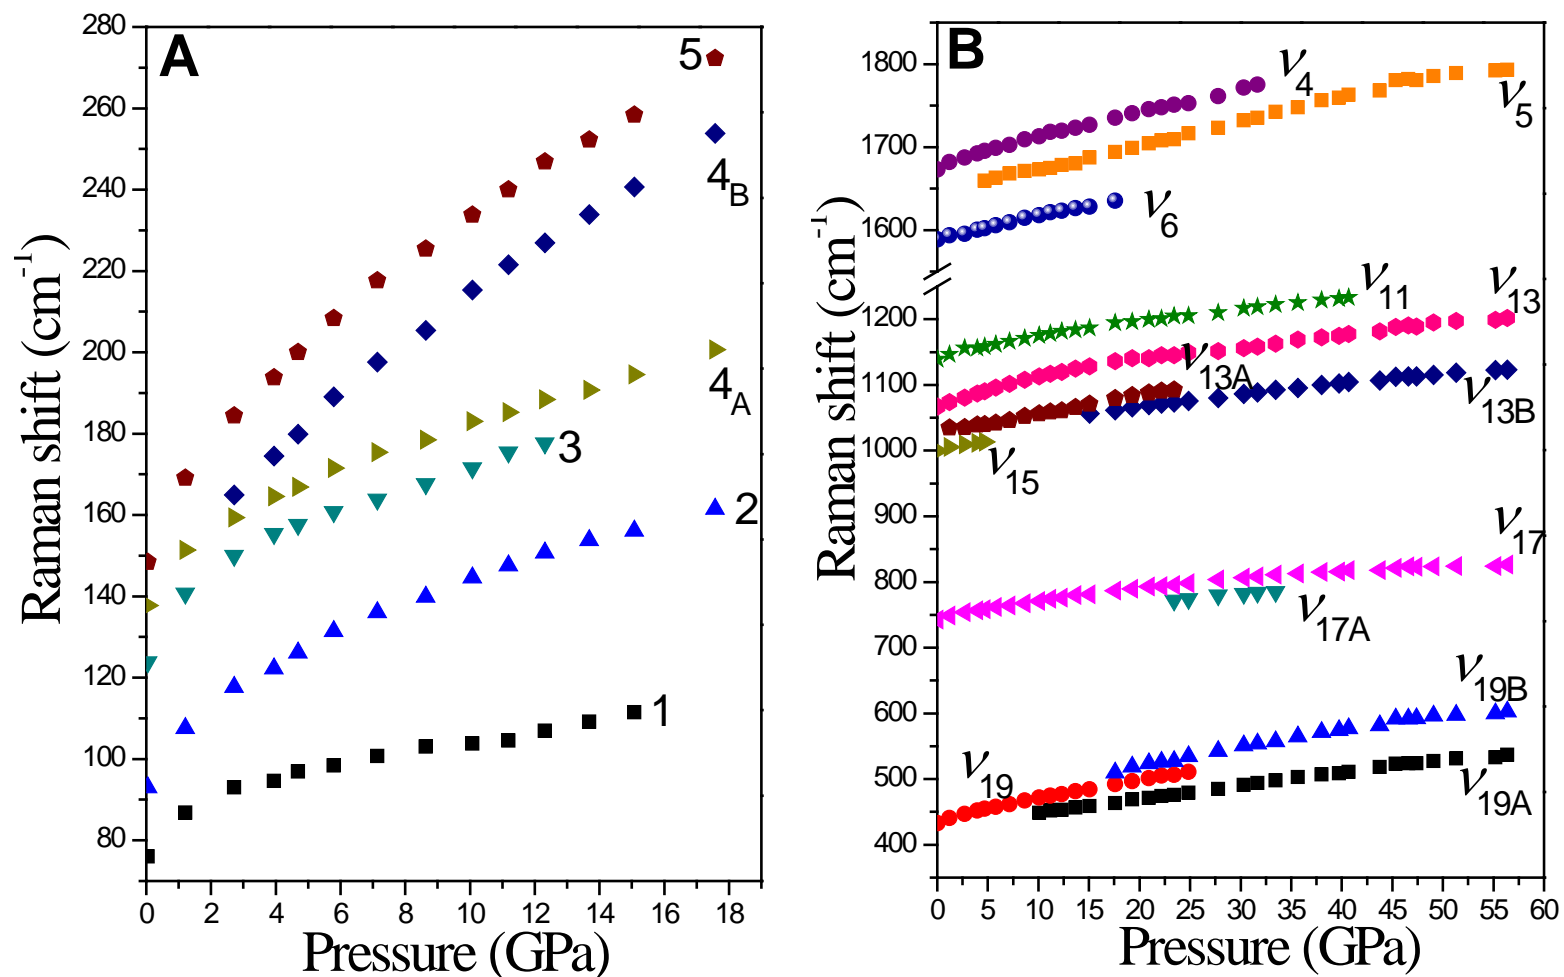 A
Raman shift (cm-1)
280
260
240
220
200
180
160
140
120
100
80
5
4B
4A
3
2
1
0 2 4 6 8 10 12 14 16 18
Pressure (GPa)
B
Raman shift (cm-1)
1800
1700
1600
1200
1100
1000
900
800
700
600
500
400
ν4
ν5
ν6
ν11
ν13
ν13A
ν13B
ν15
ν17
ν17A
ν19B
ν19
ν19A
0 5 10 15 20 25 30 35 40 45 50 55 60
Pressure (GPa)